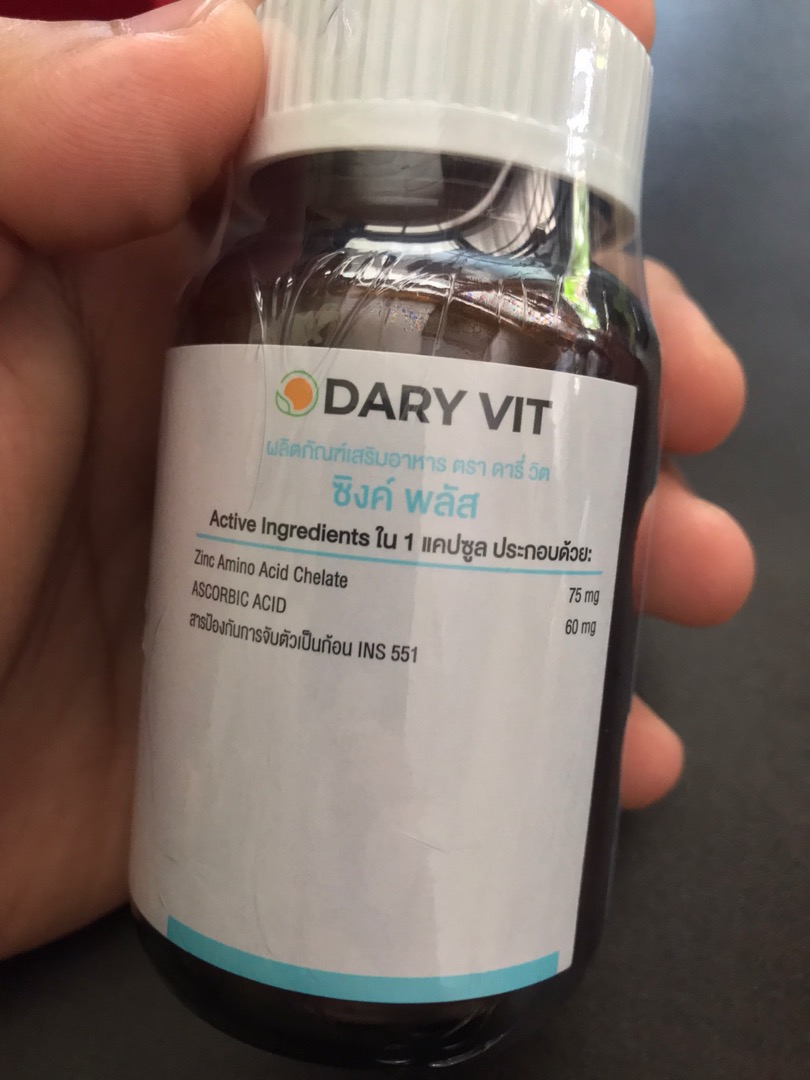 DARY VIT
ผลิตภัณฑ์เสริมอาหาร ตรา ดารี่ วิต
ซิงค์ พลัส
Active Ingredients ใน 1 แคปซูล ประกอบด้วย:
Zinc Amino Acid Chelate 75 mg
ASCORBIC ACID 60 mg
สารป้องกันการจับตัวเป็นก้อน INS 551